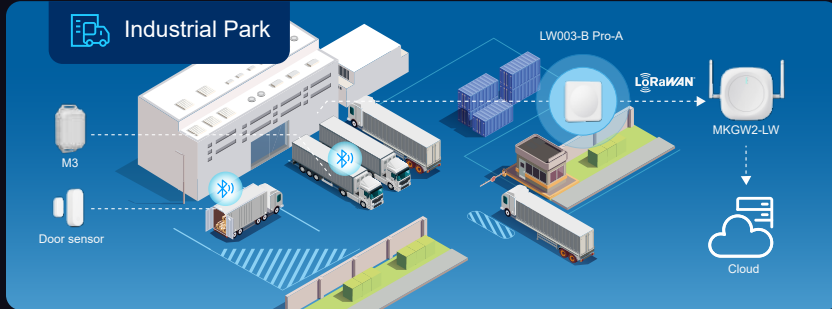 Industrial Park
LW003-B Pro-A
LoRaWAN
M3
MKGW2-LW
Door sensor
Cloud